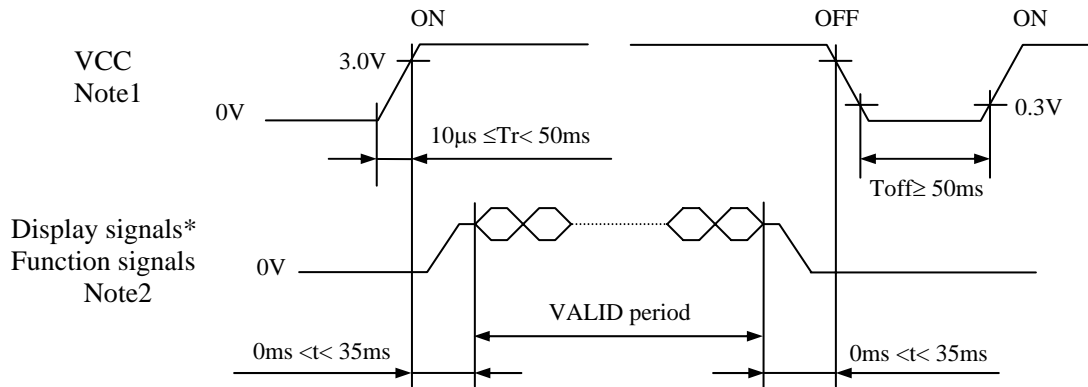 ON
OFF
ON
VCC
Note1
3.0V
0V
0.3V
10μs ≤Tr< 50ms
Toff≥ 50ms
Display signals*
Function signals
Note2
0V
VALID period
0ms <t< 35ms
0ms <t< 35ms